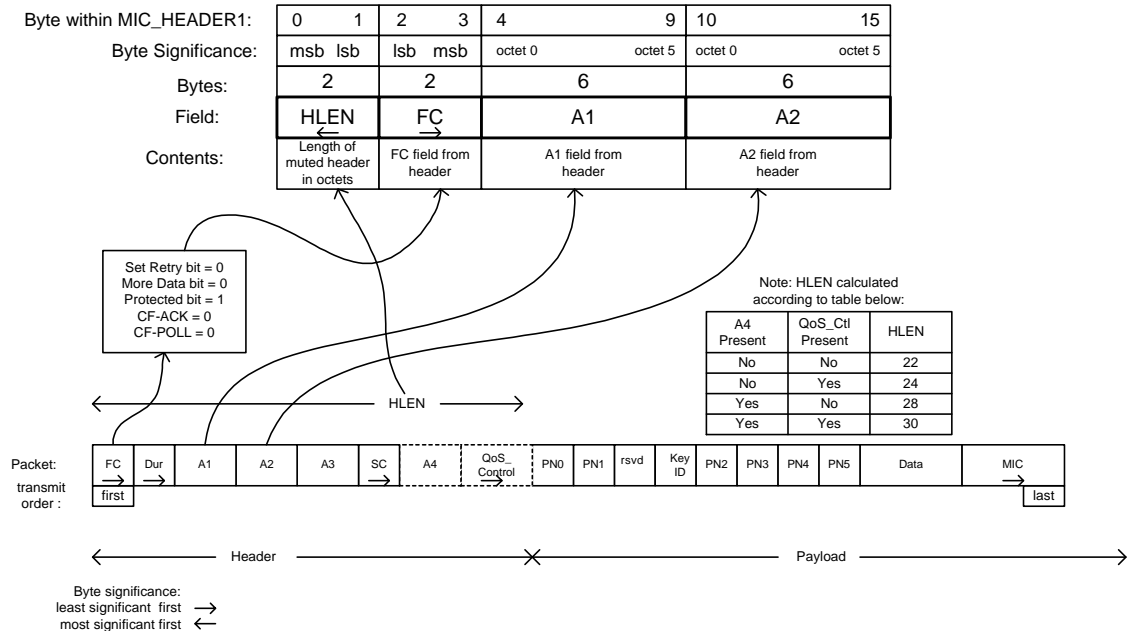 Byte within MIC_HEADER1: 0 1 2 3 4 9 10 15
Byte Significance: msb lsb lsb msb octet 0 octet 5 octet 0 octet 5
Bytes: 2 2 6 6
Field: HLEN FC A1 A2
Contents:
Length of
muted header
in octets
FC field from
header
A1 field from
header
A2 field from
header
Set Retry bit = 0
More Data bit = 0
Protected bit = 1
CF-ACK = 0
CF-POLL = 0
Note: HLEN calculated
according to table below:
A4
Present
QoS_Ctl
Present
HLEN
No No 22
No Yes 24
Yes No 28
Yes Yes 30
HLEN
Packet:
FC Dur A1 A2 A3 SC A4
QoS_
Control
PN0 PN1 rsvd
Key
ID
PN2 PN3 PN4 PN5 Data MIC
transmit
order :
first last
Header Payload
Byte significance:
least significant first
most significant first